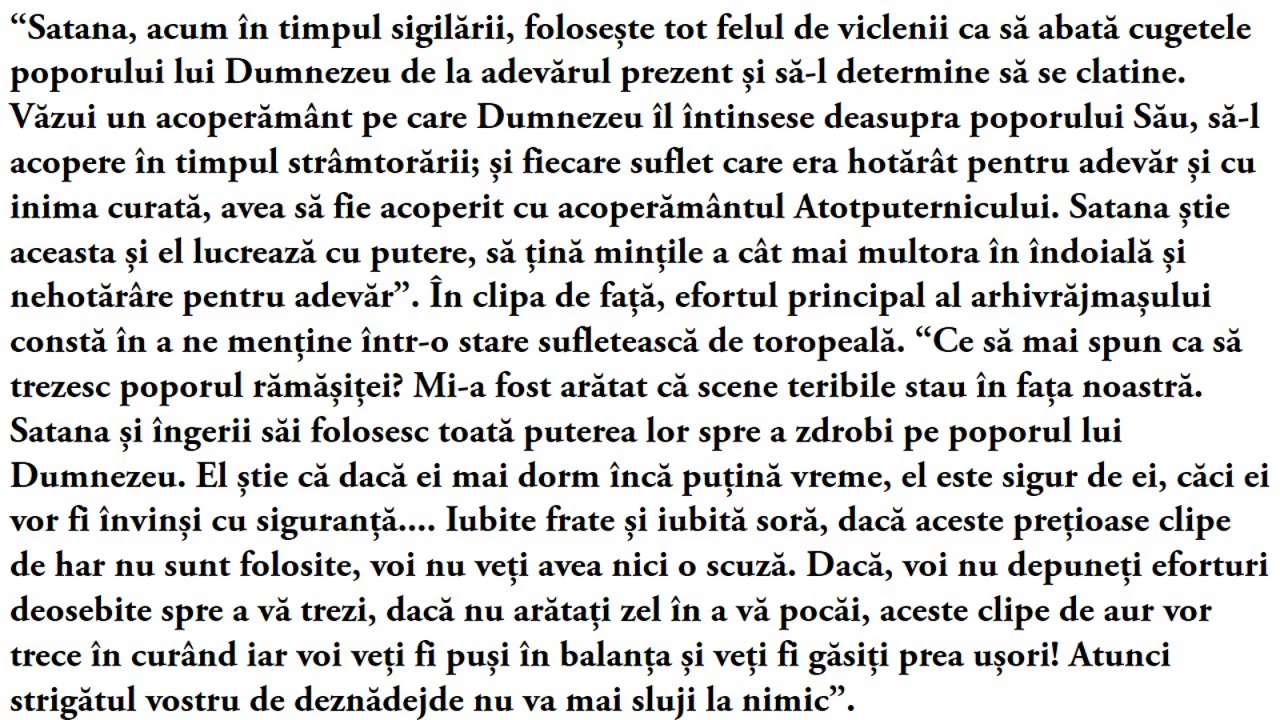 “Satana, acum în timpul sigilării, folosește tot felul de viclenii ca să abată cugetele
poporului lui Dumnezeu de la adevărul prezent și să-l determine să se clatine.
Văzui un acoperământ pe care Dumnezeu îl întinsese deasupra poporului Său, să-l
acopere în timpul strâmtorării; și fiecare suflet care era hotărât pentru adevăr și cu
inima curată, avea să fie acoperit cu acoperământul Atotputernicului. Satana știe
aceasta și el lucrează cu putere, să țină mințile a cât mai multora în îndoială și
nehotărâre pentru adevăr”. În clipa de față, efortul principal al arhivrăjmașului
constă în a ne menține într-o stare sufletească de toropeală. “Ce să mai spun ca să
trezesc poporul rămășiței? Mi-a fost arătat că scene teribile stau în fața noastră.
Satana și îngerii săi folosesc toată puterea lor spre a zdrobi pe poporul lui
Dumnezeu. El știe că dacă ei mai dorm încă puțină vreme, el este sigur de ei, căci ei
vor fi învinși cu siguranță.... Iubite frate și iubită soră, dacă aceste prețioase clipe
de har nu sunt folosite, voi nu veți avea nici o scuză. Dacă, voi nu depuneți eforturi
deosebite spre a vă trezi, dacă nu arătați zel în a vă pocăi, aceste clipe de aur vor
trece în curând iar voi veți fi puși în balanța și veți fi găsiți prea ușori! Atunci
strigătul vostru de deznădejde nu va mai sluji la nimic”.